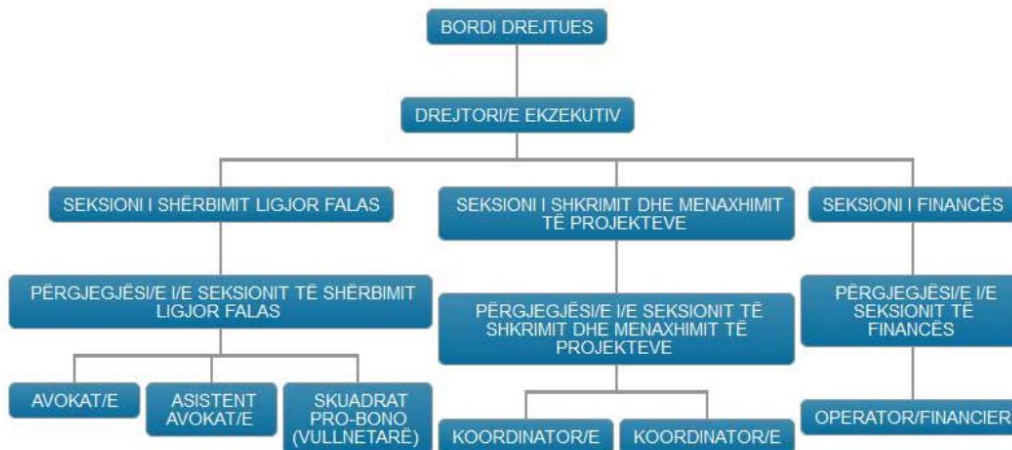 BORDI DREJTUES
DREJTORI/E EKZEKUTIV
SEKSIONI I SHËRBIMIT LIGJOR FALAS
SEKSIONI I SHKRIMIT DHE MENAXHIMIT
TË PROJEKTEVE
SEKSIONI I FINANCËS
PËRGJEGJËSI/E I/E SEKSIONIT TË SHËRBIMIT
LIGJOR FALAS
PËRGJEGJËSI/E I/E SEKSIONIT TË
SHKRIMIT DHE MENAXHIMIT TË
PROJEKTEVE
PËRGJEGJËSI/E I/E
SEKSIONIT TË
FINANCËS
AVOKAT/E
ASISTENT
AVOKAT/E
SKUADRAT
PRO-BONO
(VULLNETARË)
KOORDINATOR/E
KOORDINATOR/E
OPERATOR/FINANCIER